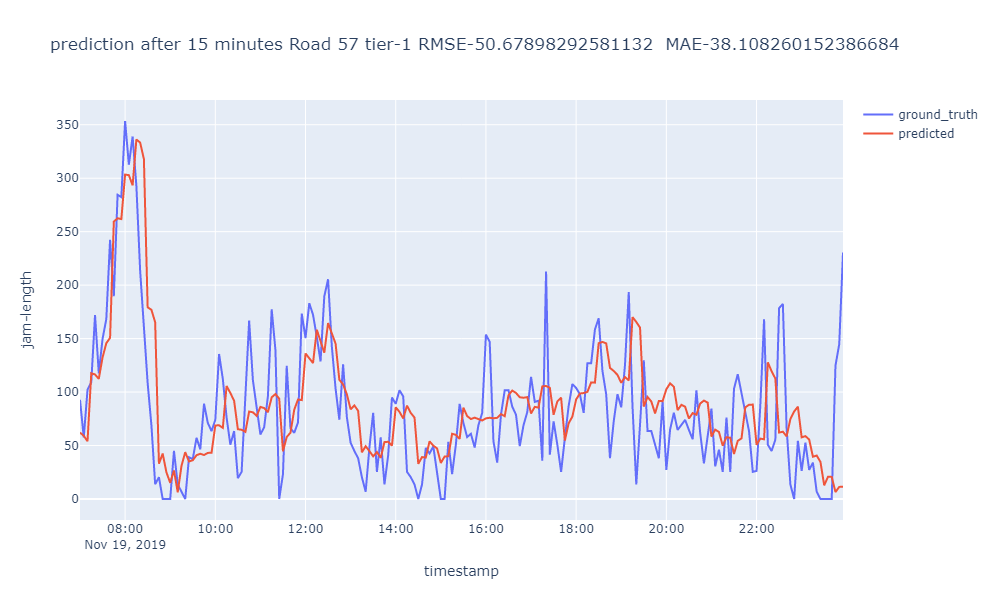 prediction after 15 minutes Road 57 tier-1 RMSE-50.67898292581132  MAE-38.108260152386684
ground_truth
predicted
350
300
250
200
150
100
50
0
jam-length
08:00 10:00 12:00 14:00 16:00 18:00 20:00 22:00
Nov 19, 2019
timestamp